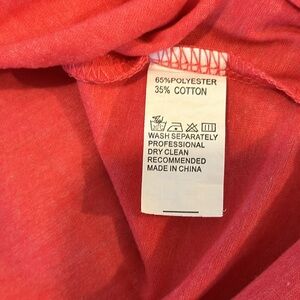 65%POLYESTER
35% COTTON
WASH SEPARATELY
PROFESSIONAL
DRY CLEAN
RECOMMENDED
MADE IN CHINA